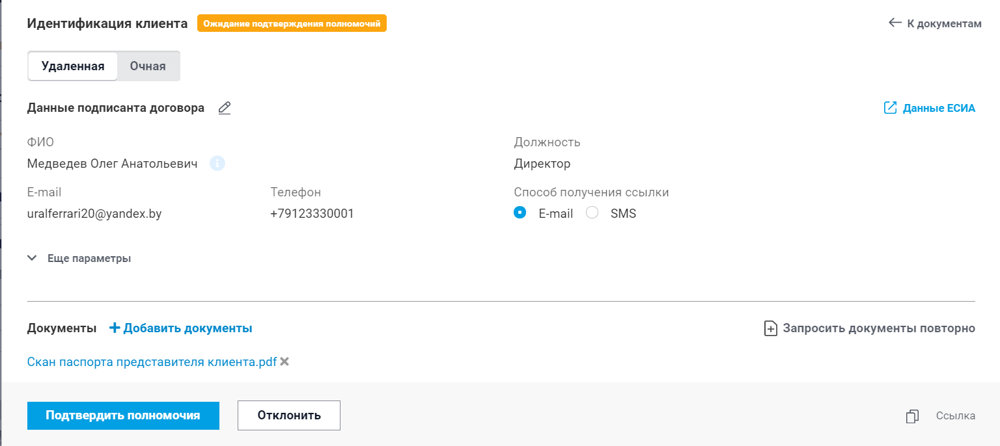 Идентификация клиента Ожидание подтверждения полномочий К документам
Удаленная Очная
Данные подписанта договора Данные ЕСИА
ФИО Должность
Медведев Олег Анатольевич Директор
E-mail Телефон Способ получения ссылки
uralferrari20@yandex.by +79123330001 E-mail SMS
Еще параметры
Документы Добавить документы Запросить документы повторно
Скан паспорта представителя клиента.pdf
Подтвердить полномочия Отклонить Ссылка